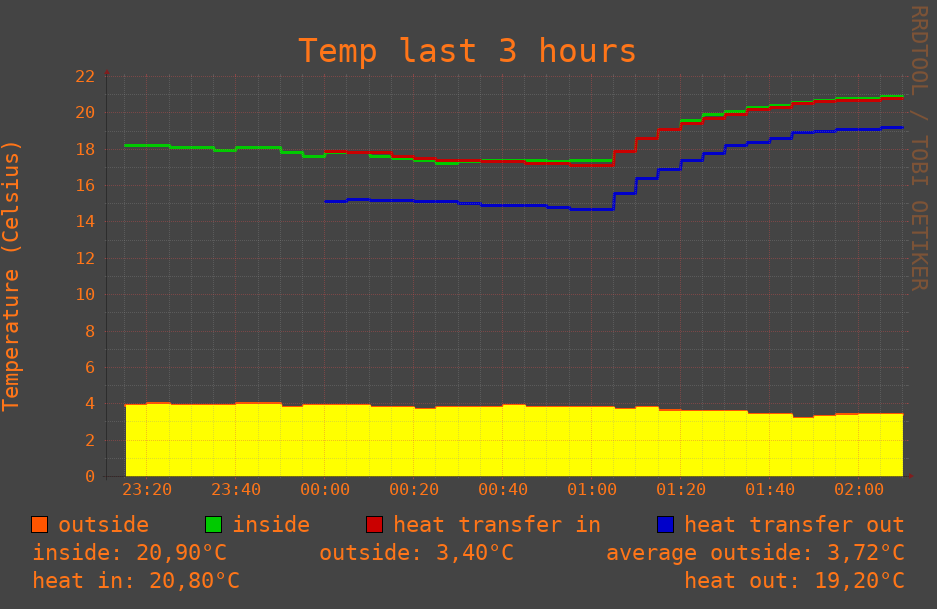 Temp last 3 hours
RRDTOOL / TOBI OETIKER
Temperature (Celsius)
22
20
18
16
14
12
10
8
6
4
2
0
23:20 23:40 00:00 00:20 00:40 01:00 01:20 01:40 02:00
outside inside heat transfer in heat transfer out
inside: 20,90°C outside: 3,40°C average outside: 3,72°C
heat in: 20,80°C heat out: 19,20°C